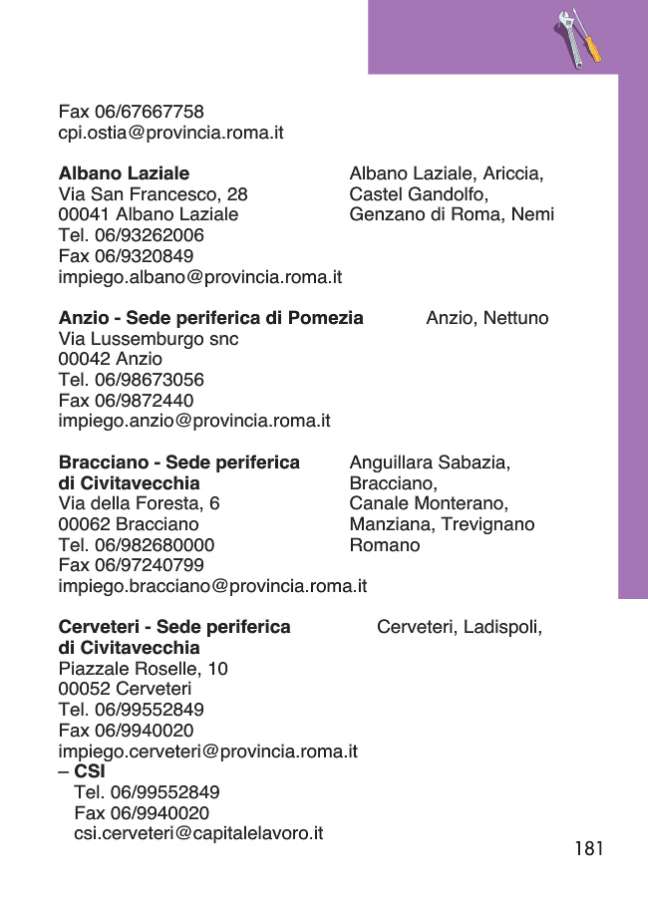 Fax 06/67667758
cpi.ostia@provincia.roma.it
Albano Laziale
Via San Francesco, 28
00041 Albano Laziale
Tel. 06/93262006
Fax 06/9320849
impiego.albano@provincia.roma.it
Albano Laziale, Ariccia,
Castel Gandolfo,
Genzano di Roma, Nemi
Anzio - Sede periferica di Pomezia
Via Lussemburgo snc
00042 Anzio
Tel. 06/98673056
Fax 06/9872440
impiego.anzio@provincia.roma.it
Anzio, Nettuno
Bracciano - Sede periferica
di Civitavecchia
Via della Foresta, 6
00062 Bracciano
Tel. 06/982680000
Fax 06/97240799
impiego.bracciano@provincia.roma.it
Anguillara Sabazia,
Bracciano,
Canale Monterano,
Manziana, Trevignano
Romano
Cerveteri - Sede periferica
di Civitavecchia
Piazzale Roselle, 10
00052 Cerveteri
Tel. 06/99552849
Fax 06/9940020
impiego.cerveteri@provincia.roma.it
– CSI
Tel. 06/99552849
Fax 06/9940020
csi.cerveteri@capitalelavoro.it
Cerveteri, Ladispoli,
181